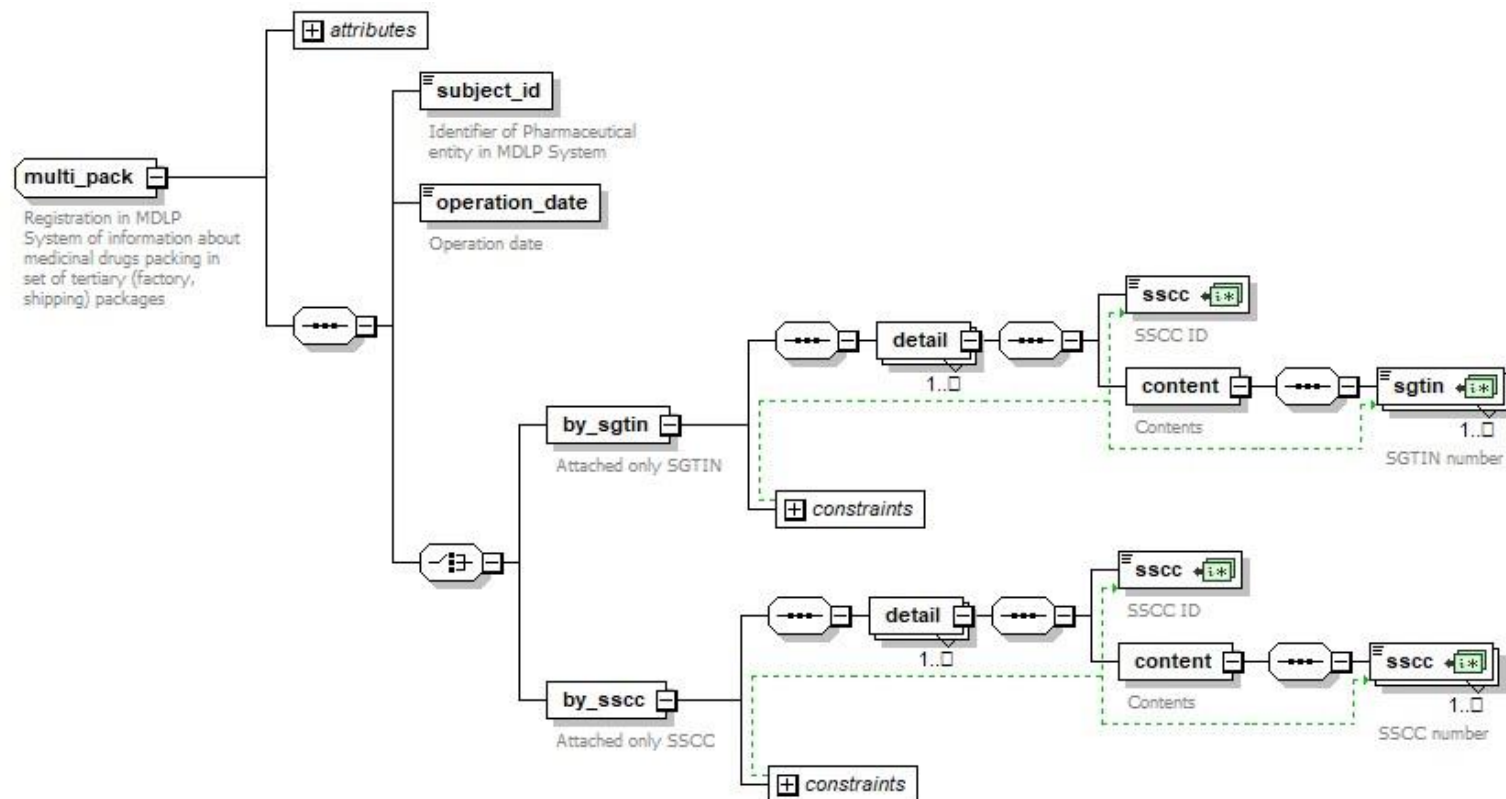 attributes
subject_id
Identifier of Pharmaceutical
entity in MDLP System
multi_pack
Registration in MDLP
System of information about
medicinal drugs packing in
set of tertiary (factory,
shipping) packages
operation_date
Operation date
sscc
SSCC ID
detail
1..□
content
Contents
sgtin
1..□
SGTIN number
by_sgtin
Attached only SGTIN
constraints
sscc
SSCC ID
detail
1..□
content
Contents
sscc
1..□
SSCC number
by_sscc
Attached only SSCC
constraints